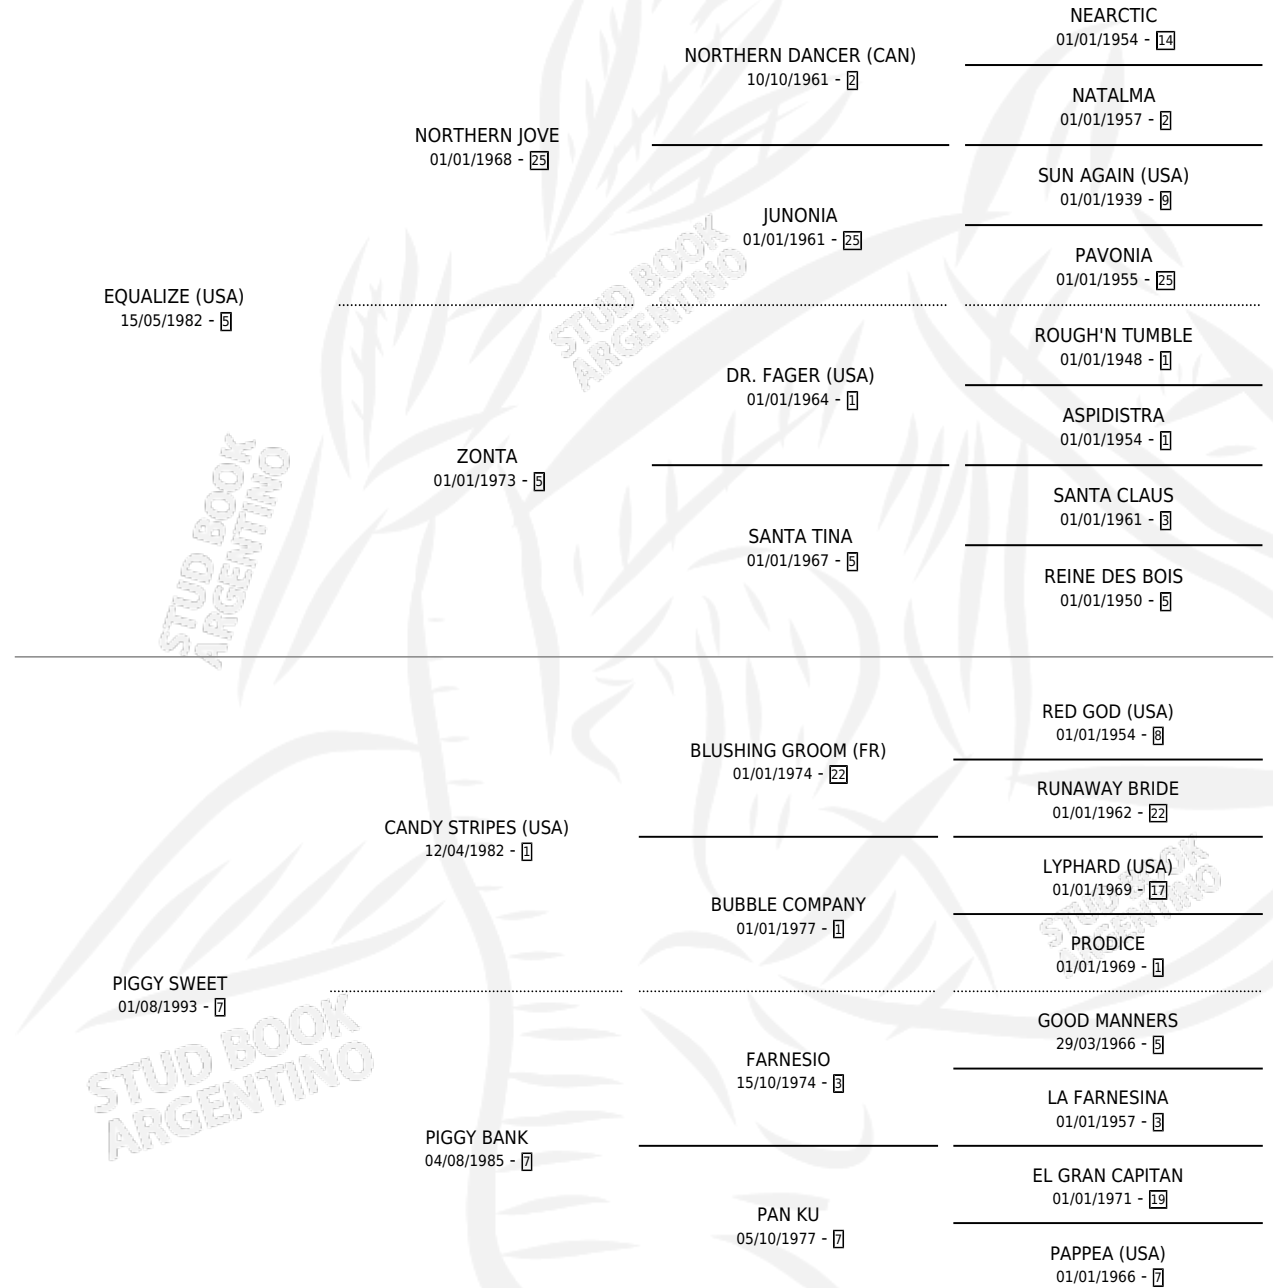 NEARCTIC
01/01/1954 - 14
NORTHERN DANCER (CAN)
10/10/1961 - 2
NATALMA
01/01/1957 - 2
NORTHERN JOVE
01/01/1968 - 25
SUN AGAIN (USA)
01/01/1939 - 9
JUNONIA
01/01/1961 - 25
PAVONIA
01/01/1955 - 25
EQUALIZE (USA)
15/05/1982 - 5
STUD BOOK
ARGENTINO
ROUGH'N TUMBLE
01/01/1948 - 1
DR. FAGER (USA)
01/01/1964 - 1
ASPIDISTRA
01/01/1954 - 1
ZONTA
01/01/1973 - 5
SANTA CLAUS
01/01/1961 - 3
SANTA TINA
01/01/1967 - 5
REINE DES BOIS
01/01/1950 - 5
STUD BOOK
ARGENTINO
RED GOD (USA)
01/01/1954 - 8
BLUSHING GROOM (FR)
01/01/1974 - 22
RUNAWAY BRIDE
01/01/1962 - 22
CANDY STRIPES (USA)
12/04/1982 - 1
LYPHARD (USA)
01/01/1969 - 17
BUBBLE COMPANY
01/01/1977 - 1
STUD BOOK
ARGENTINO
PRODICE
01/01/1969 - 1
PIGGY SWEET
01/08/1993 - 7
GOOD MANNERS
29/03/1966 - 5
FARNESIO
15/10/1974 - 3
STUD BOOK
ARGENTINO
LA FARNESINA
01/01/1957 - 3
PIGGY BANK
04/08/1985 - 7
EL GRAN CAPITAN
01/01/1971 - 19
PAN KU
05/10/1977 - 7
PAPPEA (USA)
01/01/1966 - 7